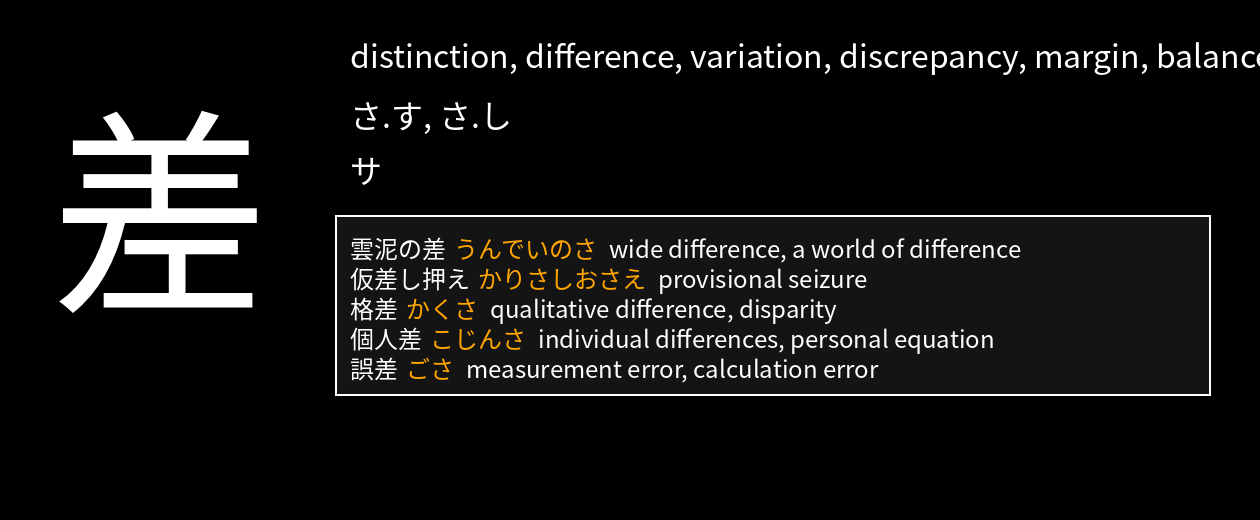 差
distinction, difference, variation, discrepancy, margin, balance
さ.す, さ.し
サ
雲泥の差 うんでいのさ wide difference, a world of difference
仮差し押え かりさしおさえ provisional seizure
格差 かくさ qualitative difference, disparity
個人差 こじんさ individual differences, personal equation
誤差 ごさ measurement error, calculation error